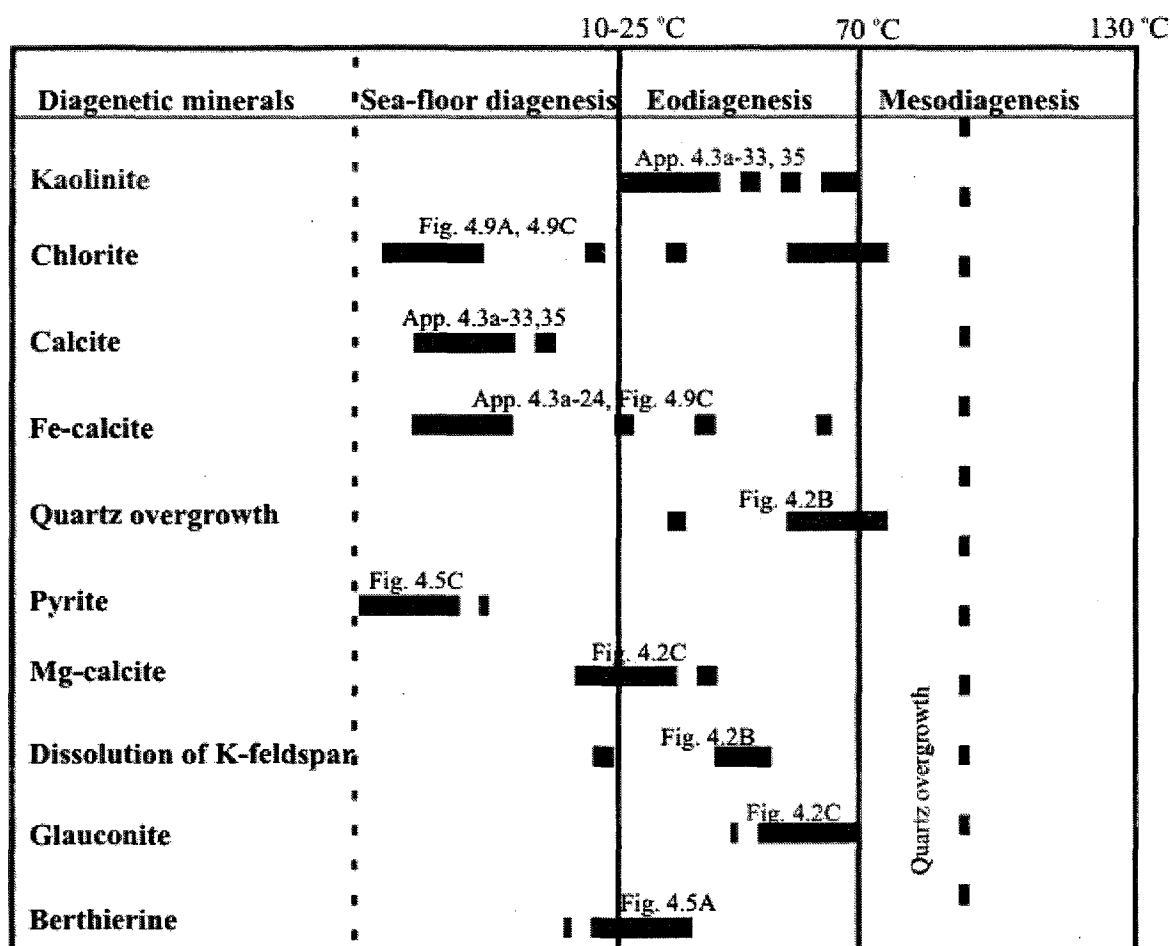 10-25 °C 70 °C 130 °C
Diagenetic minerals Sea-floor diagenesis Eodiagenesis Mesodiagenesis
App. 4.3a-33, 35
Kaolinite
Fig. 4.9A, 4.9C
Chlorite
App. 4.3a-33,35
Calcite
App. 4.3a-24, Fig. 4.9C
Fe-calcite
Fig. 4.2B
Quartz overgrowth
Fig. 4.5C
Pyrite
Fig. 4.2C
Mg-calcite
Fig. 4.2B
Dissolution of K-feldspar
Fig. 4.2C
Glauconite
Quartz overgrowth
Fig. 4.5A
Berthierine